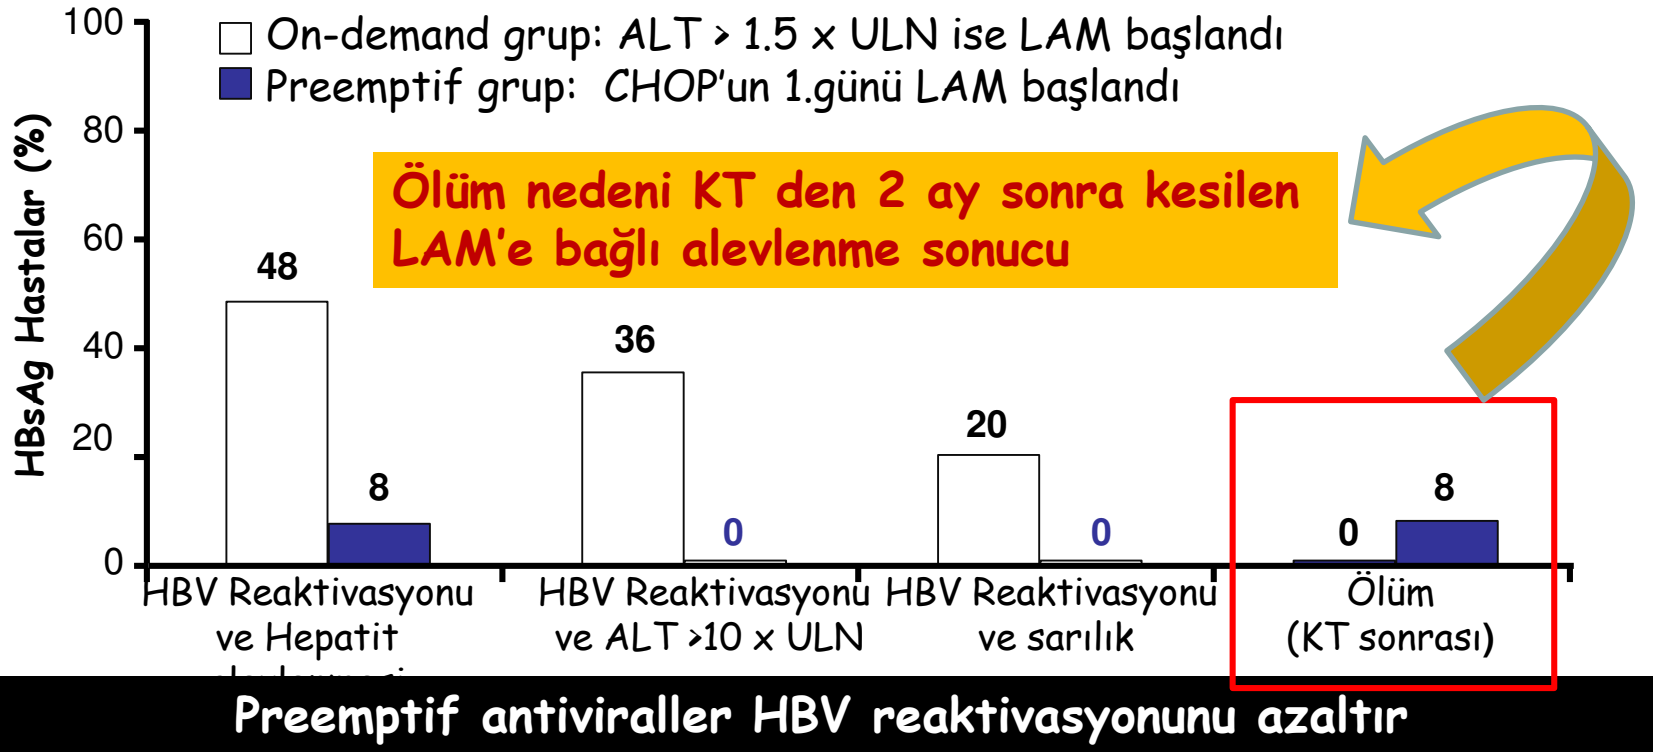 100
On-demand grup: ALT > 1.5 x ULN ise LAM başlandı
Preemptif grup: CHOP'un 1.günü LAM başlandı
80
60
40
20
0
HBsAg Hastalar (%)
Ölüm nedeni KT den 2 ay sonra kesilen
LAM'e bağlı alevlenme sonucu
48
8
36
0
20
0
0
8
HBV Reaktivasyonu
ve Hepatit
HBV Reaktivasyonu
ve ALT >10 x ULN
HBV Reaktivasyonu
ve sarılık
Ölüm
(KT sonrası)
Preemptif antiviraller HBV reaktivasyonunu azaltır